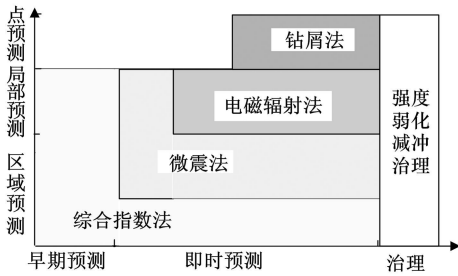 点预测
局部预测
区域预测
钻屑法
电磁辐射法
微震法
综合指数法
强度
弱化
减冲
治理
早期预测
即时预测
治理